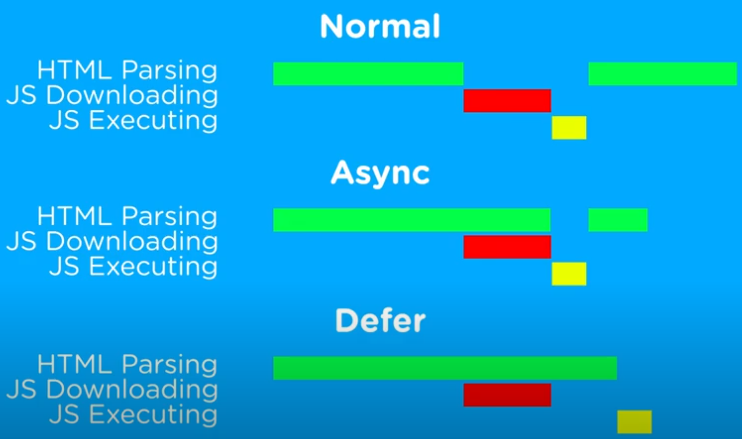 Normal
HTML Parsing
JS Downloading
JS Executing
Async
HTML Parsing
JS Downloading
JS Executing
Defer
HTML Parsing
JS Downloading
JS Executing